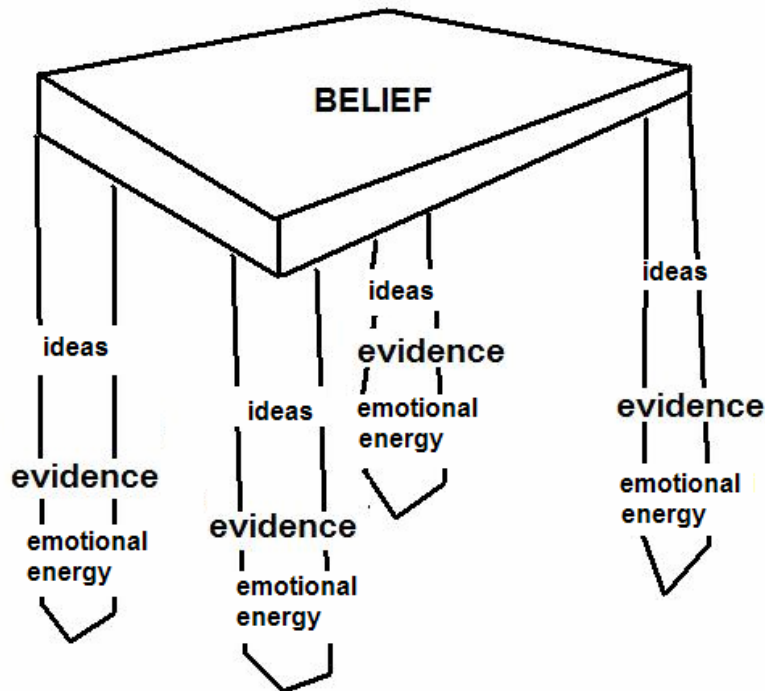 BELIEF
ideas
evidence
emotional
energy
ideas
evidence
emotional
energy
ideas
evidence
emotional
energy
ideas
evidence
emotional
energy